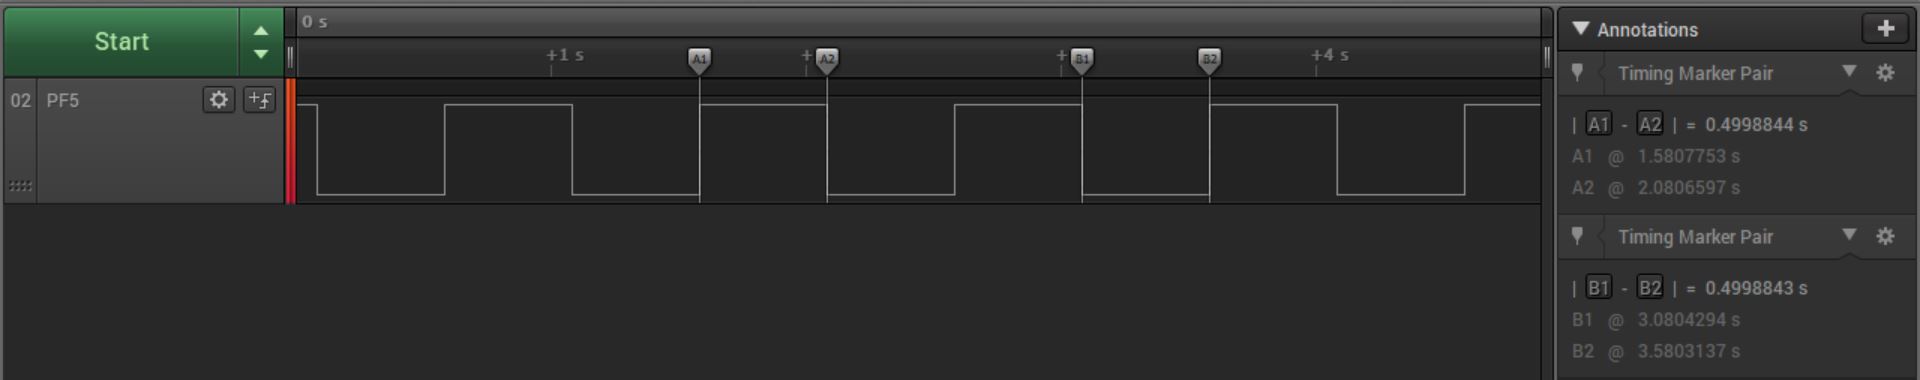 Start
0 s
+1 s
A1
+
A2
+
B1
B2
+4 s
02 PF5
Annotations
Timing Marker Pair
| A1 - A2 | = 0.4998844 s
A1 @ 1.5807753 s
A2 @ 2.0806597 s
Timing Marker Pair
| B1 - B2 | = 0.4998843 s
B1 @ 3.0804294 s
B2 @ 3.5803137 s